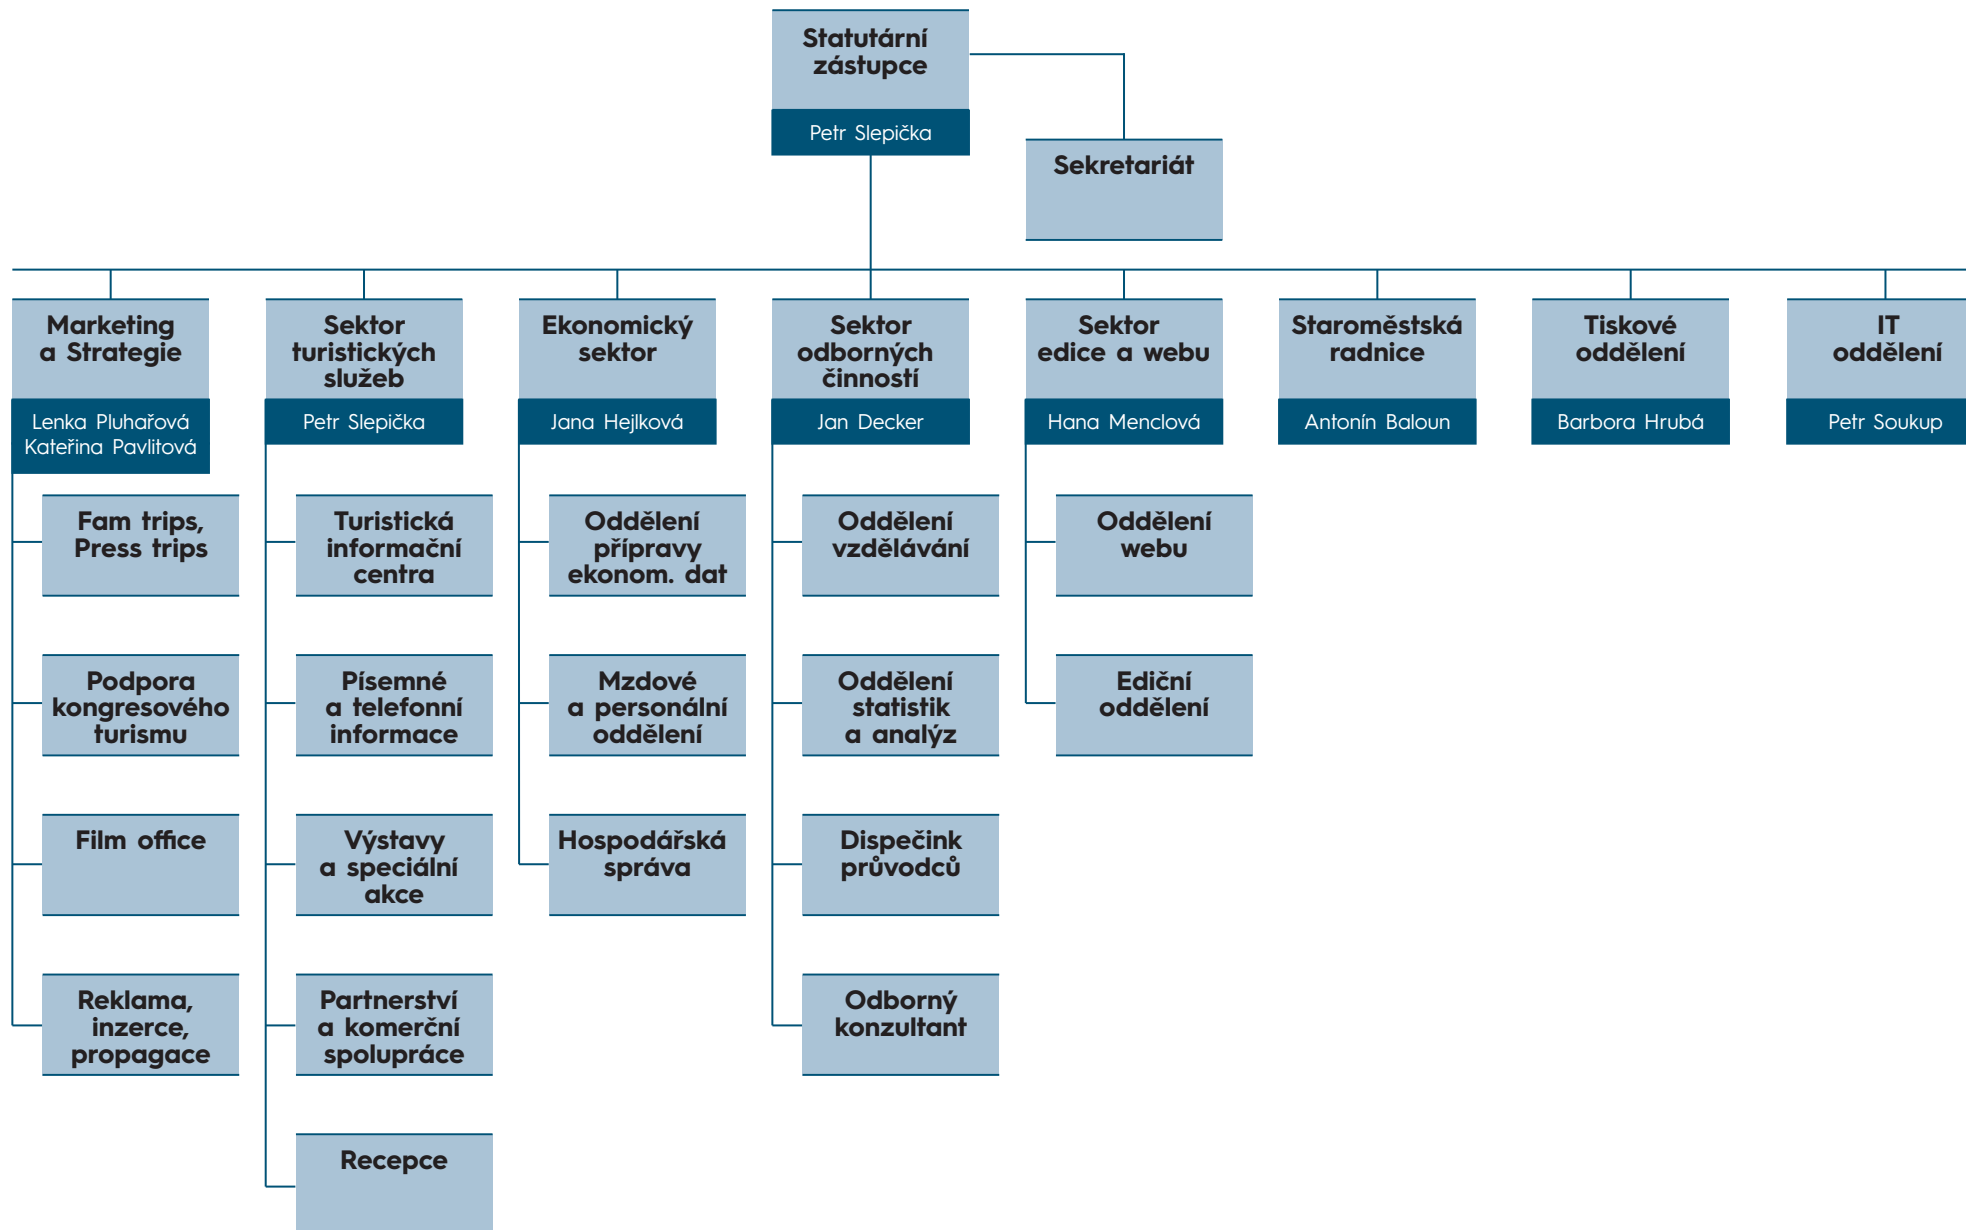 Statutární
zástupce
Petr Slepička
Sekretariát
Marketing
a Strategie
Lenka Pluhařová
Kateřina Pavlitová
Fam trips,
Press trips
Podpora
kongresového
turismu
Film office
Reklama,
inzerce,
propagace
Sektor
turistických
služeb
Petr Slepička
Turistická
informační
centra
Písemné
a telefonní
informace
Výstavy
a speciální
akce
Partnerství
a komerční
spolupráce
Recepce
Ekonomický
sektor
Jana Hejlková
Oddělení
přípravy
ekonom. dat
Mzdové
a personální
oddělení
Hospodářská
správa
Sektor
odborných
činností
Jan Decker
Oddělení
vzdělávání
Oddělení
statistik
a analýz
Dispečink
průvodců
Odborný
konzultant
Sektor
edice a webu
Hana Menclová
Oddělení
webu
Ediční
oddělení
Staroměstská
radnice
Antonín Baloun
Tiskové
oddělení
Barbora Hrubá
IT
oddělení
Petr Soukup